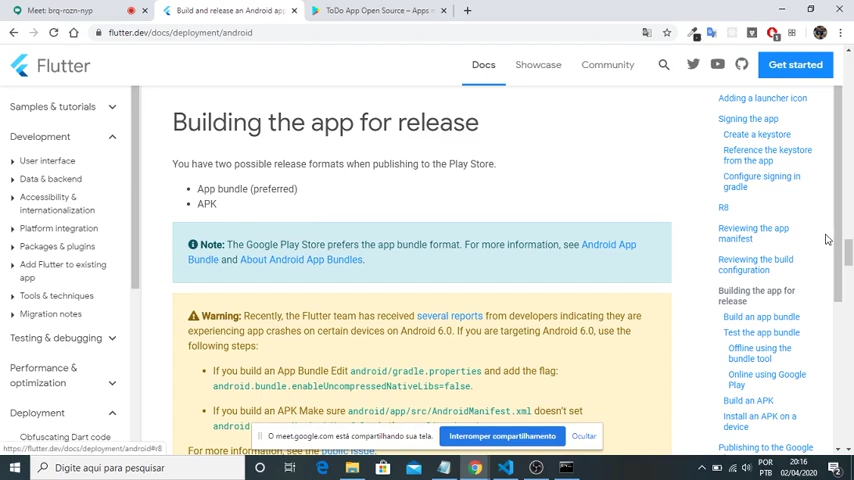 Meet: brq-rozn-nyp
Build and release an Android app
ToDo App Open Source – Apps n
flutter.dev/docs/deployment/android
Flutter
Docs
Showcase
Community
Get started
Samples & tutorials
Development
User interface
Data & backend
Accessibility &
internationalization
Platform integration
Packages & plugins
Add Flutter to existing
app
Tools & techniques
Migration notes
Testing & debugging
Performance &
optimization
Deployment
Obfuscating Dart code
https://flutter.dev/docs/deployment/android#r8
Building the app for release
You have two possible release formats when publishing to the Play Store.
• App bundle (preferred)
• APK
Note: The Google Play Store prefers the app bundle format. For more information, see Android App
Bundle and About Android App Bundles.
Warning: Recently, the Flutter team has received several reports from developers indicating they are
experiencing app crashes on certain devices on Android 6.0. If you are targeting Android 6.0, use the
following steps:
• If you build an App Bundle Edit android/gradle.properties and add the flag:
android.bundle.enableUncompressedNativeLibs=false.
• If you build an APK Make sure android/app/src/AndroidManifest.xml doesn't set
For more information, see the public issue.
Adding a launcher icon
Signing the app
Create a keystore
Reference the keystore
from the app
Configure signing in
gradle
R8
Reviewing the app
manifest
Reviewing the build
configuration
Building the app for
release
Build an app bundle
Test the app bundle
Offline using the
bundle tool
Online using Google
Play
Build an APK
Install an APK on a
device
Publishing to the Google
O meet.google.com está compartilhando sua tela.
Interromper compartilhamento
Ocultar
Digite aqui para pesquisar
POR
PTB
20:16
02/04/2020
2